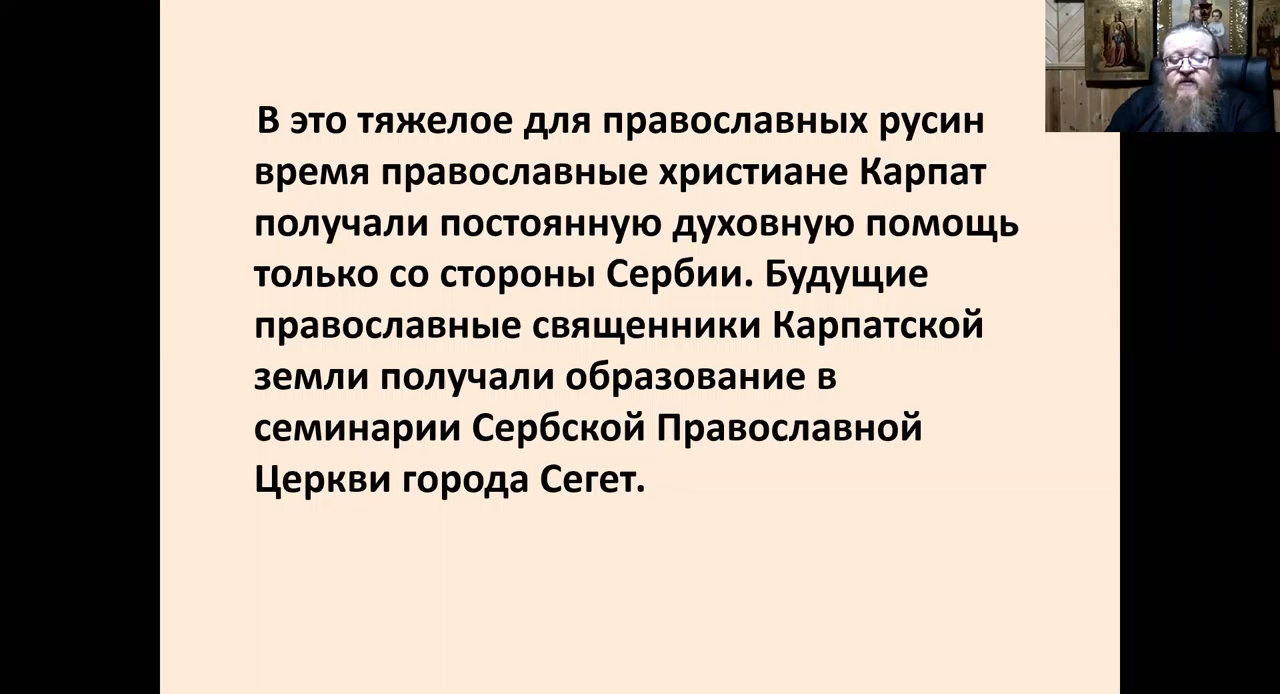 В это тяжелое для православных русин
время православные христиане Карпат
получали постоянную духовную помощь
только со стороны Сербии. Будущие
православные священники Карпатской
земли получали образование в
семинарии Сербской Православной
Церкви города Сегет.